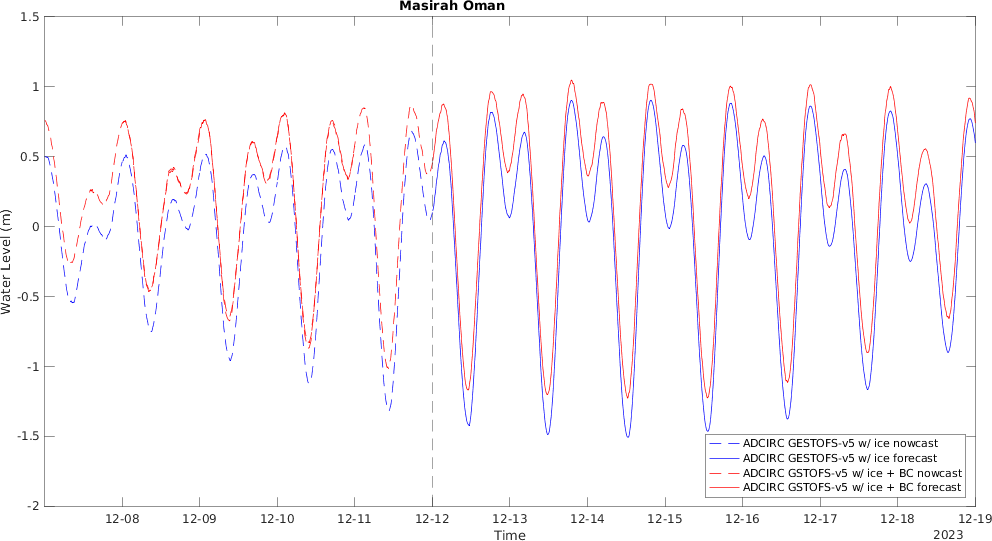 Masirah Oman
1.5
1
0.5
0
-0.5
-1
-1.5
-2
Water Level (m)
12-08 12-09 12-10 12-11 12-12 12-13 12-14 12-15 12-16 12-17 12-18 12-19
Time
2023
ADCIRC GESTOFS-v5 w/ ice nowcast
ADCIRC GESTOFS-v5 w/ ice forecast
ADCIRC GSTOFS-v5 w/ ice + BC nowcast
ADCIRC GSTOFS-v5 w/ ice + BC forecast